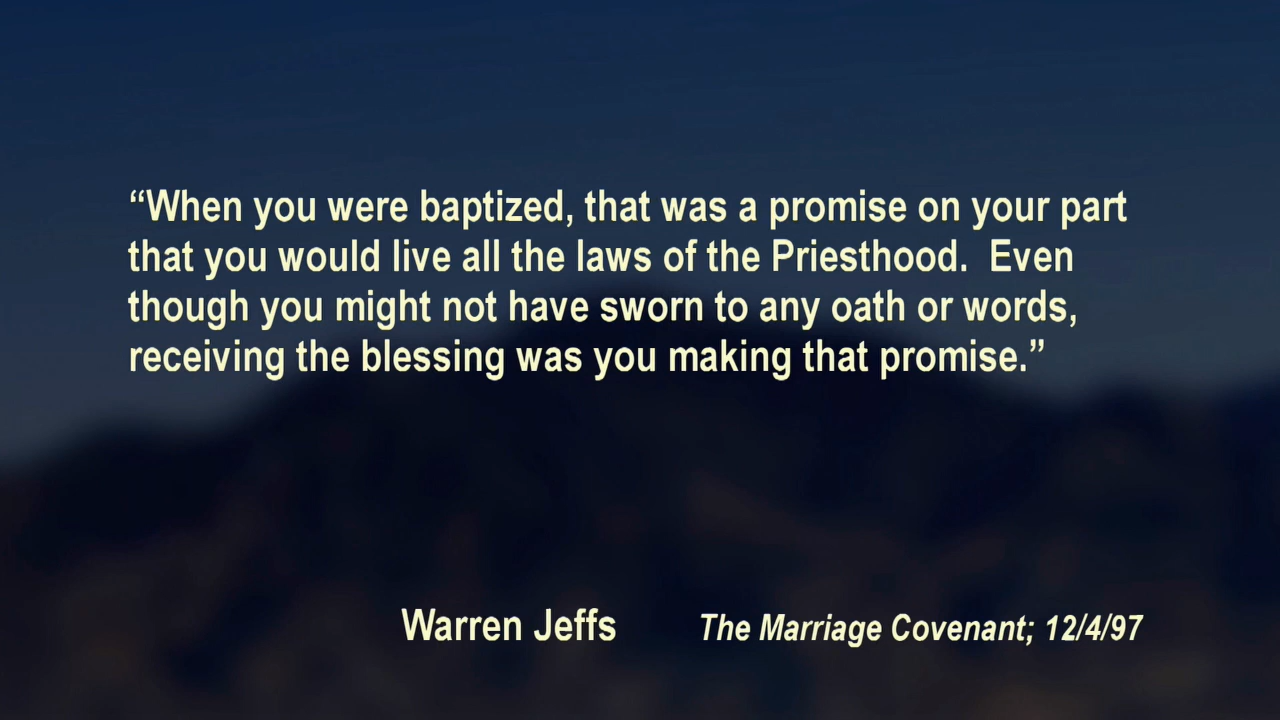 “When you were baptized, that was a promise on your part
that you would live all the laws of the Priesthood.  Even
though you might not have sworn to any oath or words,
receiving the blessing was you making that promise.”
Warren Jeffs The Marriage Covenant; 12/4/97